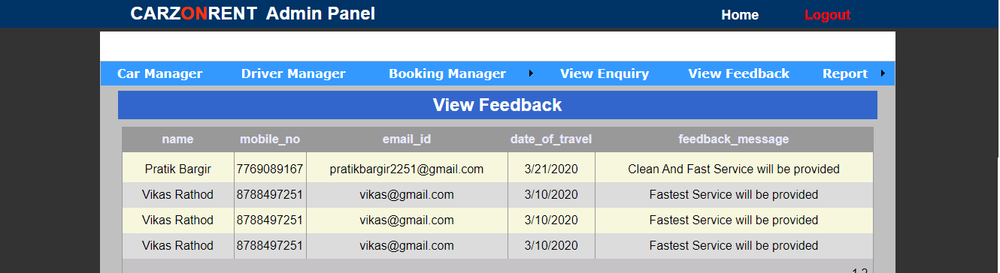 CARZONRENT Admin Panel Home Logout
Car Manager Driver Manager Booking Manager View Enquiry View Feedback Report
View Feedback
name mobile_no email_id date_of_travel feedback_message
Pratik Bargir 7769089167 pratikbargir2251@gmail.com 3/21/2020 Clean And Fast Service will be provided
Vikas Rathod 8788497251 vikas@gmail.com 3/10/2020 Fastest Service will be provided
Vikas Rathod 8788497251 vikas@gmail.com 3/10/2020 Fastest Service will be provided
Vikas Rathod 8788497251 vikas@gmail.com 3/10/2020 Fastest Service will be provided
1 2